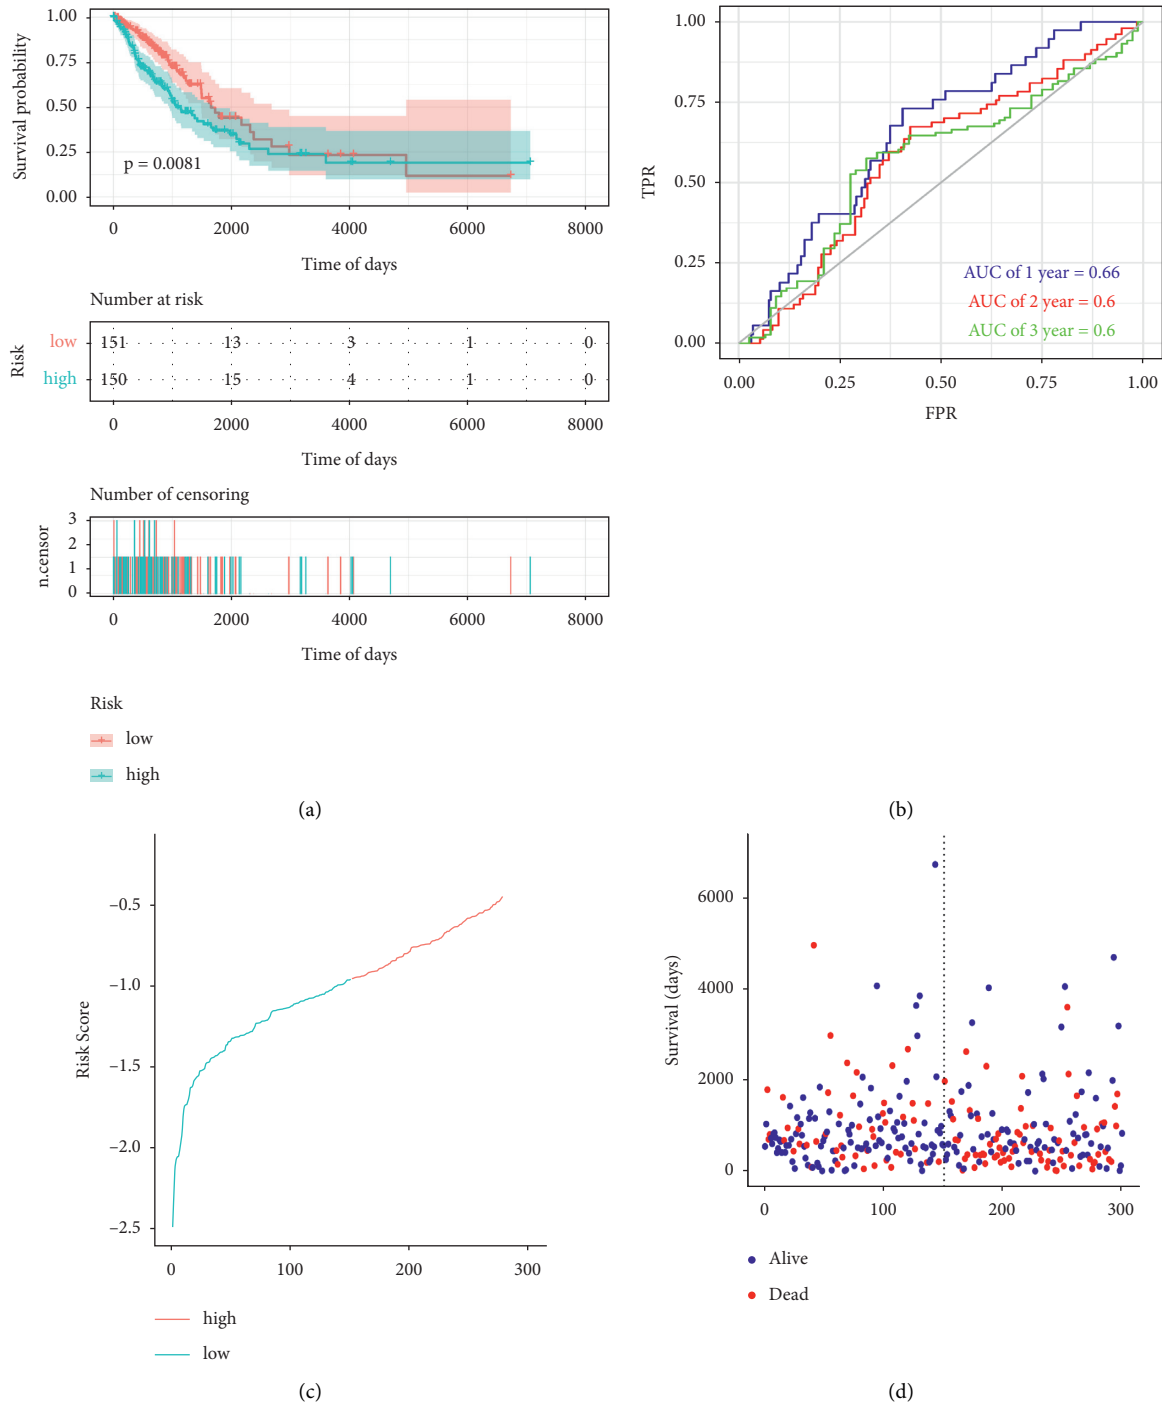 1.00
0.75
0.50
0.25
0.00
Survival probability
p = 0.0081
0 2000 4000 6000 8000
Time of days
Number at risk
Risk
low 151 13 3 1 0
high 150 15 4 1 0
0 2000 4000 6000 8000
Time of days
Number of censoring
n.censor
3
2
1
0
0 2000 4000 6000 8000
Time of days
Risk
low
high
(a)
1.00
0.75
0.50
0.25
0.00
TPR
AUC of 1 year = 0.66
AUC of 2 year = 0.6
AUC of 3 year = 0.6
0.00 0.25 0.50 0.75 1.00
FPR
(b)
−0.5
−1.0
−1.5
−2.0
−2.5
Risk Score
0 100 200 300
high
low
(c)
6000
4000
2000
0
Survival (days)
0 100 200 300
Alive
Dead
(d)